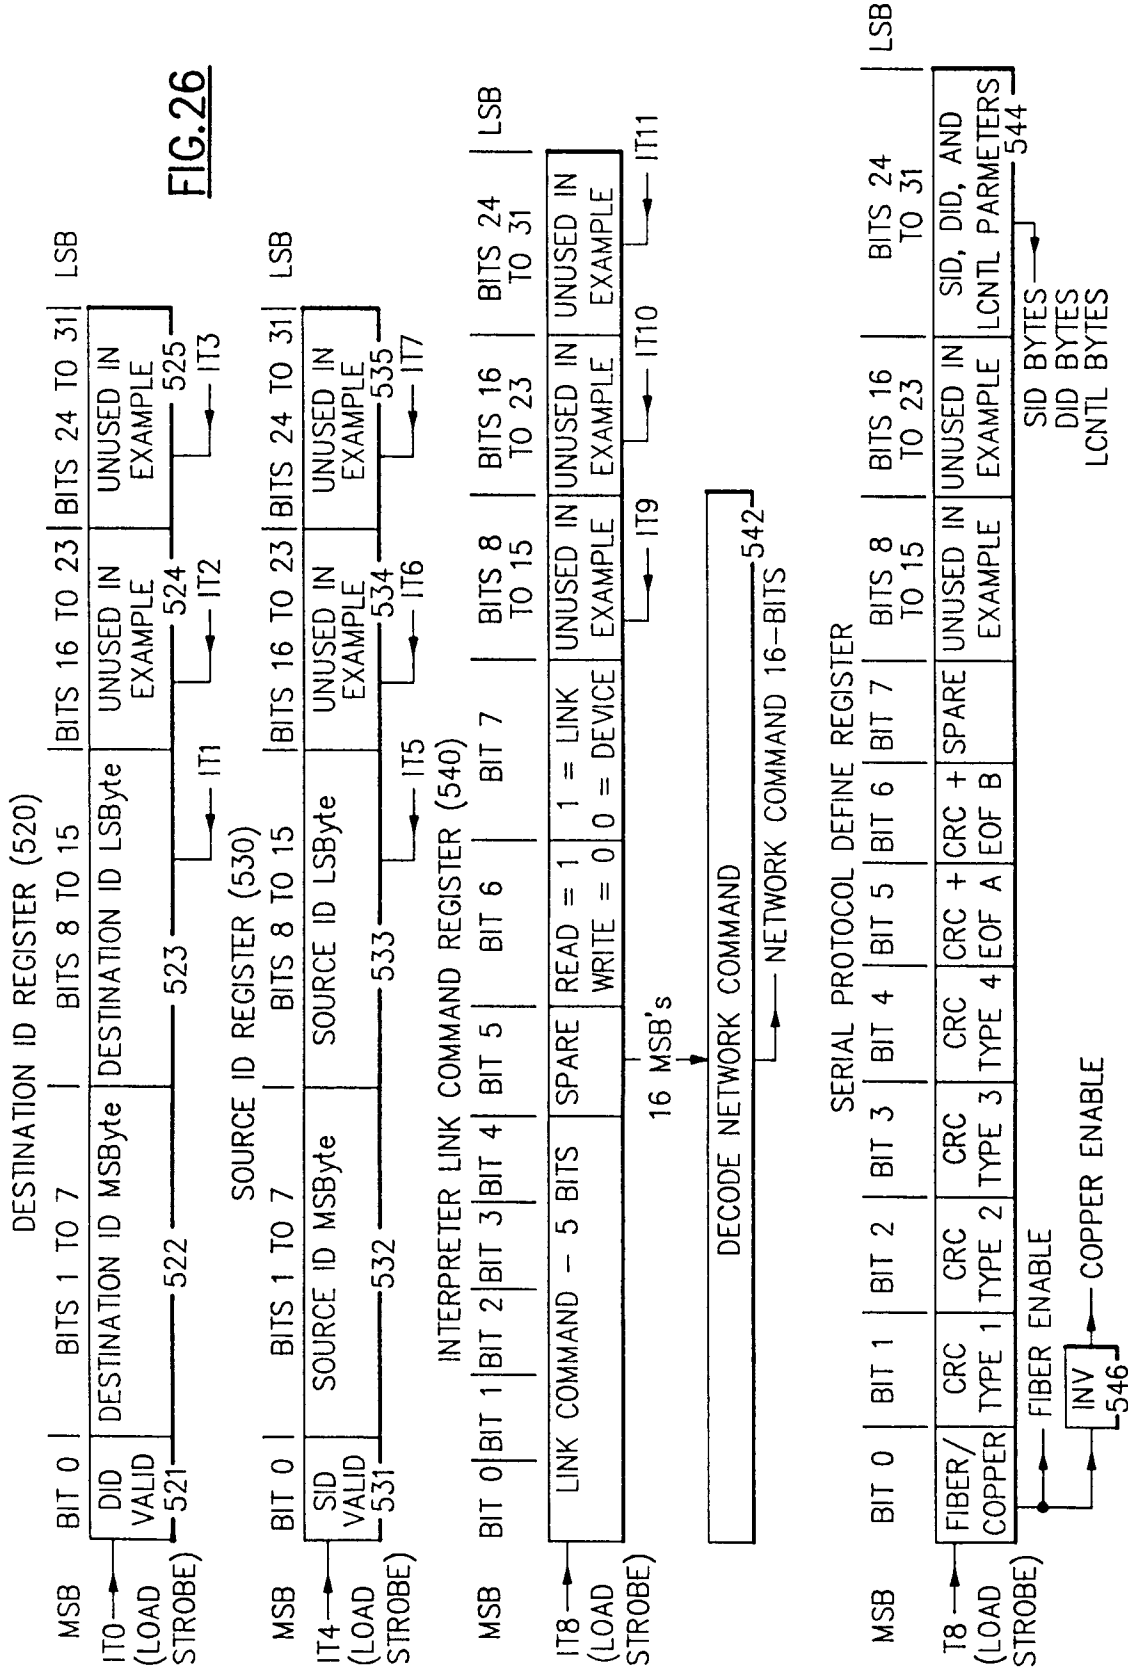 FIG.26
DESTINATION ID REGISTER (520)
MSB | BIT 0 | BITS 1 TO 7 | BITS 8 TO 15 | BITS 16 TO 23 | BITS 24 TO 31 | LSB
IT0 (LOAD STROBE)
DID VALID 521
DESTINATION ID MSByte 522
DESTINATION ID LSByte 523
UNUSED IN EXAMPLE 524
UNUSED IN EXAMPLE 525
IT1
IT2
IT3
SOURCE ID REGISTER (530)
MSB | BIT 0 | BITS 1 TO 7 | BITS 8 TO 15 | BITS 16 TO 23 | BITS 24 TO 31 | LSB
IT4 (LOAD STROBE)
SID VALID 531
SOURCE ID MSByte 532
SOURCE ID LSByte 533
UNUSED IN EXAMPLE 534
UNUSED IN EXAMPLE 535
IT5
IT6
IT7
INTERPRETER LINK COMMAND REGISTER (540)
MSB | BIT 0 | BIT 1 | BIT 2 | BIT 3 | BIT 4 | BIT 5 | BIT 6 | BIT 7 | BITS 8 TO 15 | BITS 16 TO 23 | BITS 24 TO 31 | LSB
IT8 (LOAD STROBE)
LINK COMMAND - 5 BITS
SPARE
READ = 1
WRITE = 0
1 = LINK
0 = DEVICE
UNUSED IN EXAMPLE
UNUSED IN EXAMPLE
UNUSED IN EXAMPLE
IT9
IT10
IT11
16 MSB's
DECODE NETWORK COMMAND
542
NETWORK COMMAND 16-BITS
SERIAL PROTOCOL DEFINE REGISTER
MSB | BIT 0 | BIT 1 | BIT 2 | BIT 3 | BIT 4 | BIT 5 | BIT 6 | BIT 7 | BITS 8 TO 15 | BITS 16 TO 23 | BITS 24 TO 31 | LSB
T8 (LOAD STROBE)
FIBER/ COPPER
CRC TYPE 1
CRC TYPE 2
CRC TYPE 3
CRC TYPE 4
CRC + EOF A
CRC + EOF B
SPARE
UNUSED IN EXAMPLE
UNUSED IN EXAMPLE
SID, DID, AND LCNTL PARMETERS
544
FIBER ENABLE
INV
546
COPPER ENABLE
SID BYTES
DID BYTES
LCNTL BYTES